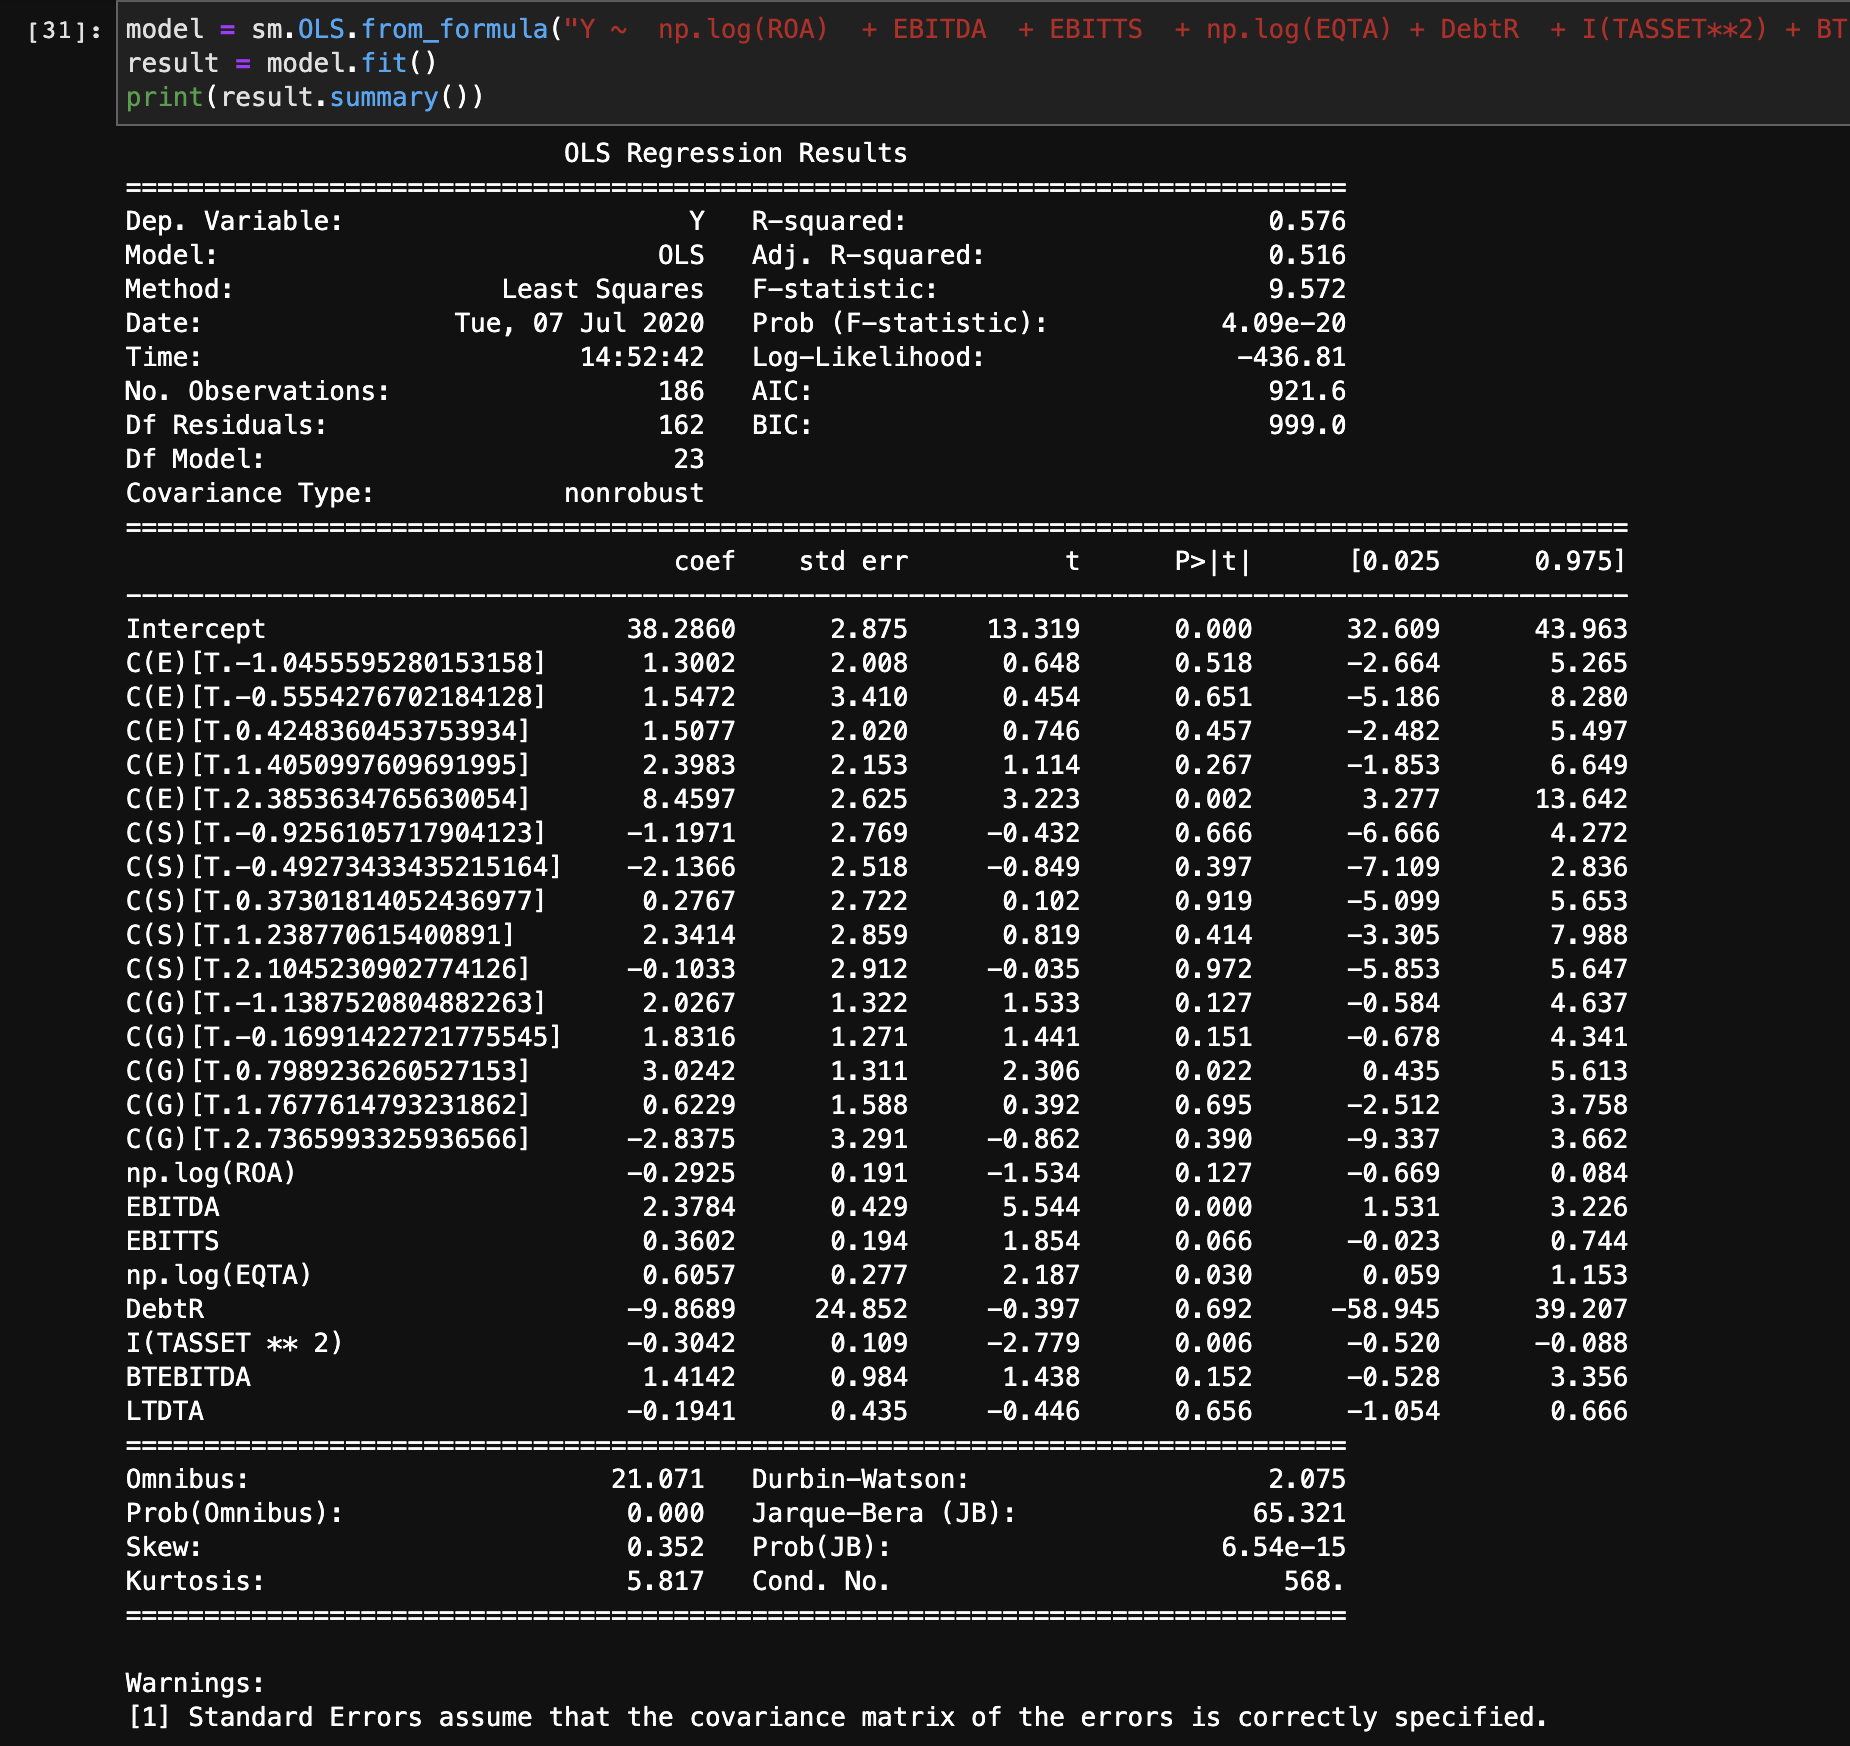 [31]: model = sm.OLS.from_formula("Y ~  np.log(ROA)  + EBITDA  + EBITTS  + np.log(EQTA) + DebtR  + I(TASSET**2) + BT
result = model.fit()
print(result.summary())
OLS Regression Results
==============================================================================
Dep. Variable:                      Y   R-squared:                       0.576
Model:                            OLS   Adj. R-squared:                  0.516
Method:                 Least Squares   F-statistic:                     9.572
Date:                Tue, 07 Jul 2020   Prob (F-statistic):           4.09e-20
Time:                        14:52:42   Log-Likelihood:                -436.81
No. Observations:                 186   AIC:                             921.6
Df Residuals:                     162   BIC:                             999.0
Df Model:                          23
Covariance Type:            nonrobust
================================================================================================
                                   coef    std err          t      P>|t|      [0.025      0.975]
------------------------------------------------------------------------------------------------
Intercept                       38.2860      2.875     13.319      0.000      32.609      43.963
C(E)[T.-1.0455595280153158]      1.3002      2.008      0.648      0.518      -2.664       5.265
C(E)[T.-0.5554276702184128]      1.5472      3.410      0.454      0.651      -5.186       8.280
C(E)[T.0.4248360453753934]       1.5077      2.020      0.746      0.457      -2.482       5.497
C(E)[T.1.4050997609691995]       2.3983      2.153      1.114      0.267      -1.853       6.649
C(E)[T.2.3853634765630054]       8.4597      2.625      3.223      0.002       3.277      13.642
C(S)[T.-0.9256105717904123]     -1.1971      2.769     -0.432      0.666      -6.666       4.272
C(S)[T.-0.49273433435215164]    -2.1366      2.518     -0.849      0.397      -7.109       2.836
C(S)[T.0.37301814052436977]      0.2767      2.722      0.102      0.919      -5.099       5.653
C(S)[T.1.238770615400891]        2.3414      2.859      0.819      0.414      -3.305       7.988
C(S)[T.2.1045230902774126]      -0.1033      2.912     -0.035      0.972      -5.853       5.647
C(G)[T.-1.1387520804882263]      2.0267      1.322      1.533      0.127      -0.584       4.637
C(G)[T.-0.16991422721775545]     1.8316      1.271      1.441      0.151      -0.678       4.341
C(G)[T.0.7989236260527153]       3.0242      1.311      2.306      0.022       0.435       5.613
C(G)[T.1.7677614793231862]       0.6229      1.588      0.392      0.695      -2.512       3.758
C(G)[T.2.7365993325936566]      -2.8375      3.291     -0.862      0.390      -9.337       3.662
np.log(ROA)                     -0.2925      0.191     -1.534      0.127      -0.669       0.084
EBITDA                           2.3784      0.429      5.544      0.000       1.531       3.226
EBITTS                           0.3602      0.194      1.854      0.066      -0.023       0.744
np.log(EQTA)                     0.6057      0.277      2.187      0.030       0.059       1.153
DebtR                           -9.8689     24.852     -0.397      0.692     -58.945      39.207
I(TASSET ** 2)                  -0.3042      0.109     -2.779      0.006      -0.520      -0.088
BTEBITDA                         1.4142      0.984      1.438      0.152      -0.528       3.356
LTDTA                           -0.1941      0.435     -0.446      0.656      -1.054       0.666
==============================================================================
Omnibus:                       21.071   Durbin-Watson:                   2.075
Prob(Omnibus):                  0.000   Jarque-Bera (JB):               65.321
Skew:                           0.352   Prob(JB):                     6.54e-15
Kurtosis:                       5.817   Cond. No.                         568.
==============================================================================
Warnings:
[1] Standard Errors assume that the covariance matrix of the errors is correctly specified.